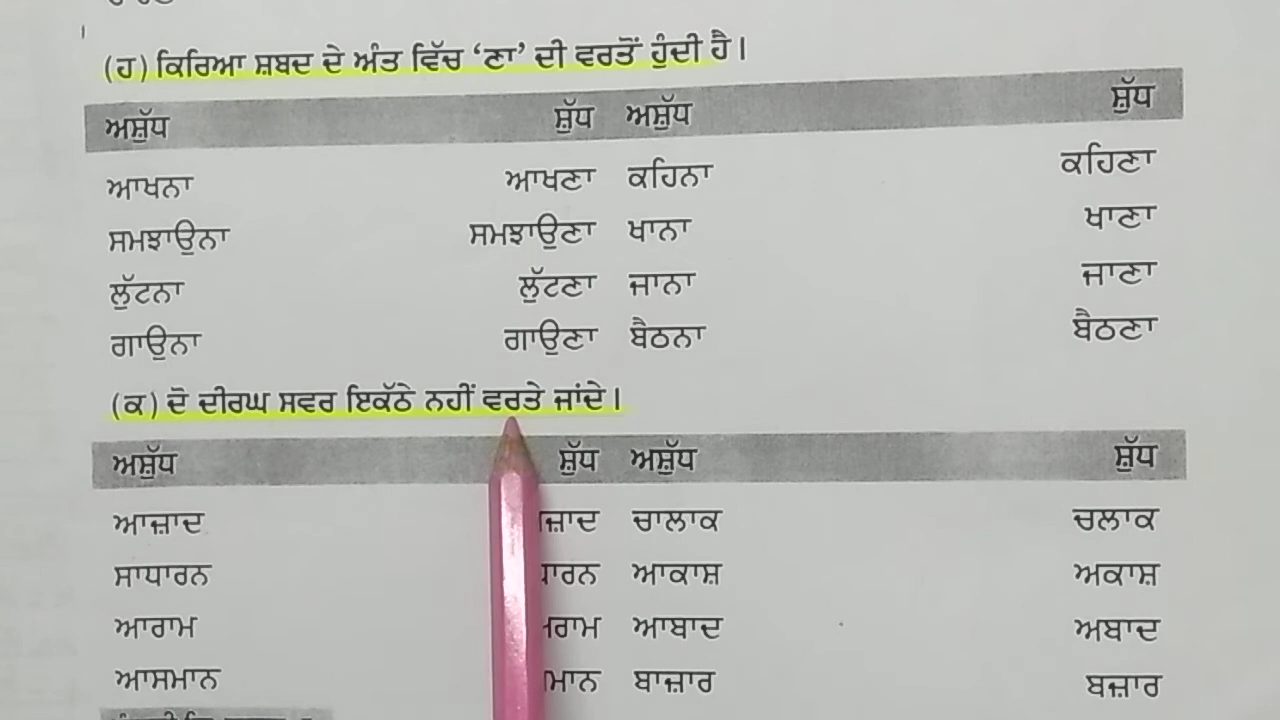 (ਹ) ਕਿਰਿਆ ਸ਼ਬਦ ਦੇ ਅੰਤ ਵਿੱਚ ‘ਣਾ’ ਦੀ ਵਰਤੋਂ ਹੁੰਦੀ ਹੈ।
ਅਸ਼ੁੱਧ ਸ਼ੁੱਧ ਅਸ਼ੁੱਧ ਸ਼ੁੱਧ
ਆਖਨਾ ਆਖਣਾ ਕਹਿਨਾ ਕਹਿਣਾ
ਸਮਝਾਉਨਾ ਸਮਝਾਉਣਾ ਖਾਨਾ ਖਾਣਾ
ਲੁੱਟਨਾ ਲੁੱਟਣਾ ਜਾਨਾ ਜਾਣਾ
ਗਾਉਨਾ ਗਾਉਣਾ ਬੈਠਨਾ ਬੈਠਣਾ
(ਕ) ਦੋ ਦੀਰਘ ਸਵਰ ਇਕੱਠੇ ਨਹੀਂ ਵਰਤੇ ਜਾਂਦੇ।
ਅਸ਼ੁੱਧ ਸ਼ੁੱਧ ਅਸ਼ੁੱਧ ਸ਼ੁੱਧ
ਆਜ਼ਾਦ ਚਾਲਾਕ ਚਲਾਕ
ਸਾਧਾਰਨ ਆਕਾਸ਼ ਅਕਾਸ਼
ਆਰਾਮ ਆਬਾਦ ਅਬਾਦ
ਆਸਮਾਨ ਬਾਜ਼ਾਰ ਬਜ਼ਾਰ